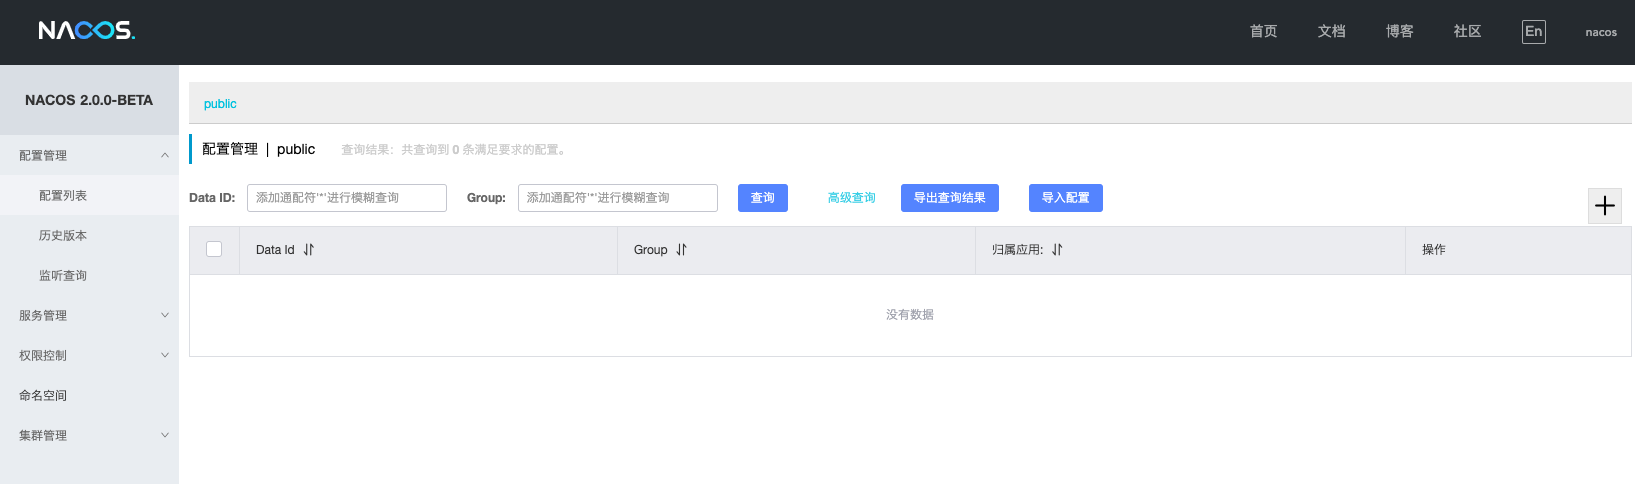 NACOS.
首页 文档 博客 社区 En nacos
NACOS 2.0.0-BETA
配置管理
配置列表
历史版本
监听查询
服务管理
权限控制
命名空间
集群管理
public
配置管理 | public 查询结果：共查询到 0 条满足要求的配置。
Data ID: 添加通配符'*'进行模糊查询 Group: 添加通配符'*'进行模糊查询 查询 高级查询 导出查询结果 导入配置
Data Id Group 归属应用: 操作
没有数据